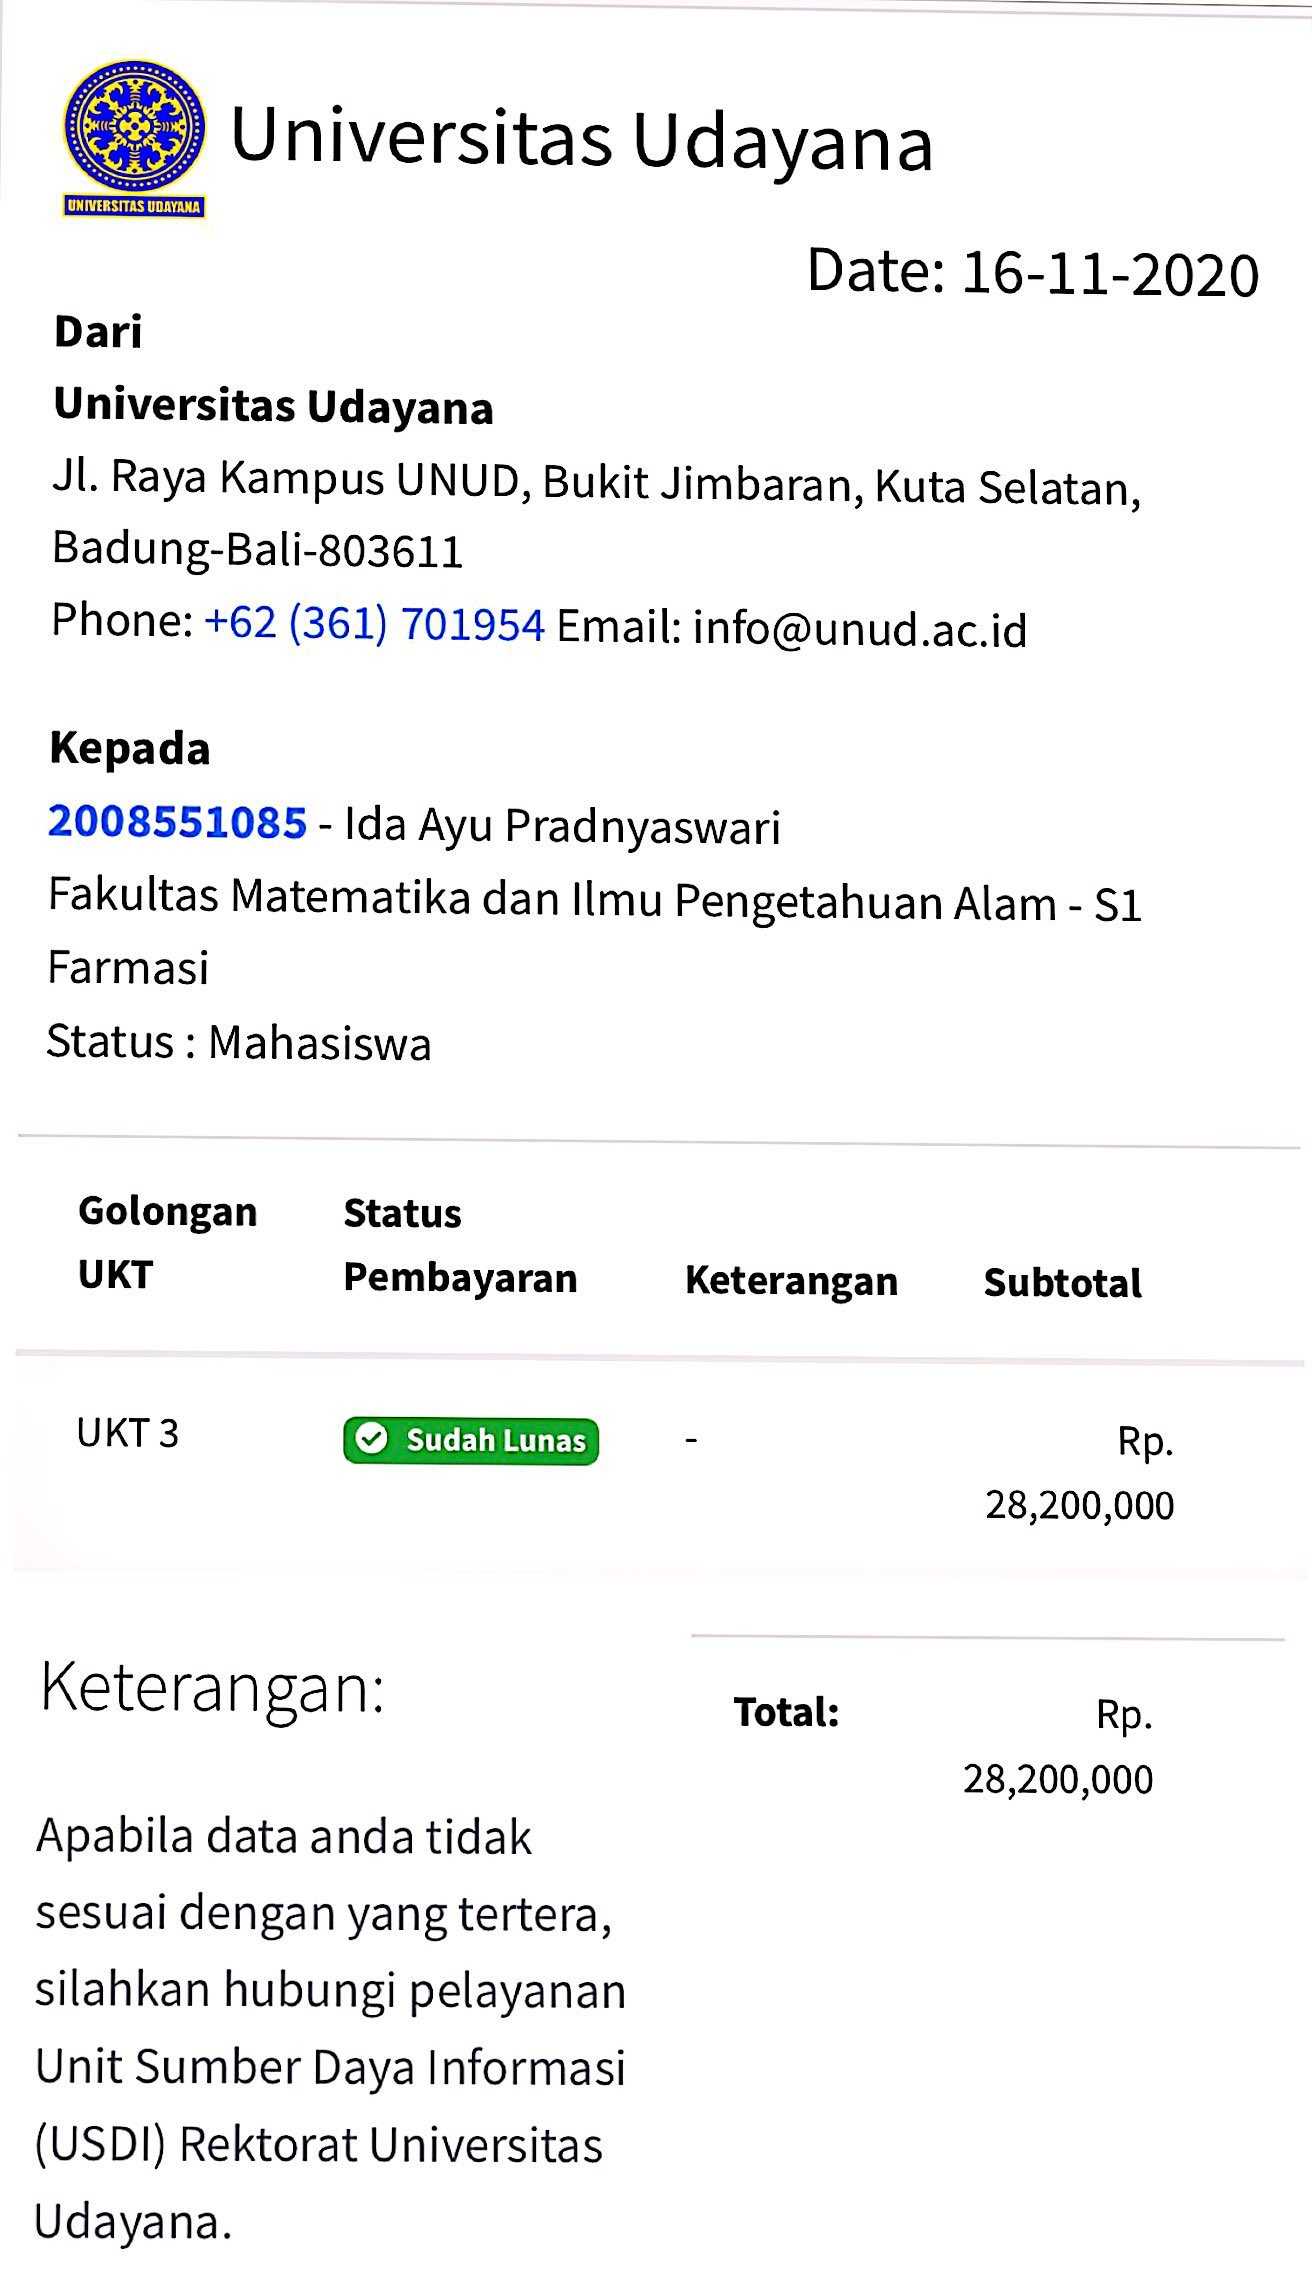 UNIVERSITAS UDAYANA
Universitas Udayana
Date: 16-11-2020
Dari
Universitas Udayana
Jl. Raya Kampus UNUD, Bukit Jimbaran, Kuta Selatan,
Badung-Bali-803611
Phone: +62 (361) 701954 Email: info@unud.ac.id
Kepada
2008551085 - Ida Ayu Pradnyaswari
Fakultas Matematika dan Ilmu Pengetahuan Alam - S1
Farmasi
Status : Mahasiswa
Golongan Status
UKT Pembayaran Keterangan Subtotal
UKT 3 Sudah Lunas - Rp.
28,200,000
Keterangan:
Total: Rp.
28,200,000
Apabila data anda tidak
sesuai dengan yang tertera,
silahkan hubungi pelayanan
Unit Sumber Daya Informasi
(USDI) Rektorat Universitas
Udayana.